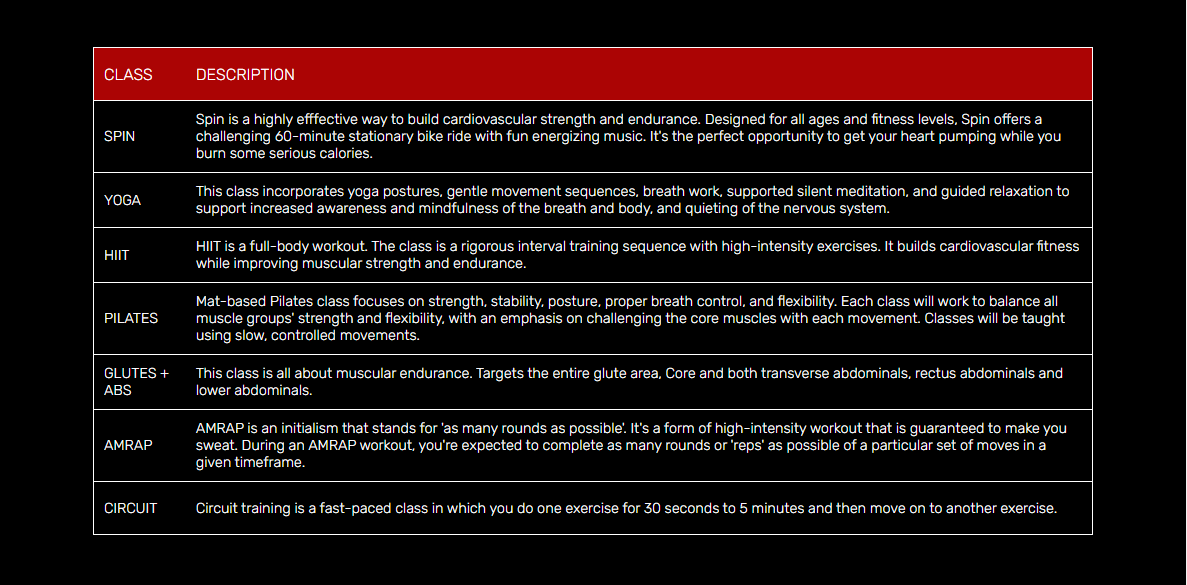 CLASS DESCRIPTION
SPIN
Spin is a highly efffective way to build cardiovascular strength and endurance. Designed for all ages and fitness levels, Spin offers a
challenging 60-minute stationary bike ride with fun energizing music. It's the perfect opportunity to get your heart pumping while you
burn some serious calories.
YOGA
This class incorporates yoga postures, gentle movement sequences, breath work, supported silent meditation, and guided relaxation to
support increased awareness and mindfulness of the breath and body, and quieting of the nervous system.
HIIT
HIIT is a full-body workout. The class is a rigorous interval training sequence with high-intensity exercises. It builds cardiovascular fitness
while improving muscular strength and endurance.
PILATES
Mat-based Pilates class focuses on strength, stability, posture, proper breath control, and flexibility. Each class will work to balance all
muscle groups' strength and flexibility, with an emphasis on challenging the core muscles with each movement. Classes will be taught
using slow, controlled movements.
GLUTES +
ABS
This class is all about muscular endurance. Targets the entire glute area, Core and both transverse abdominals, rectus abdominals and
lower abdominals.
AMRAP
AMRAP is an initialism that stands for 'as many rounds as possible'. It's a form of high-intensity workout that is guaranteed to make you
sweat. During an AMRAP workout, you're expected to complete as many rounds or 'reps' as possible of a particular set of moves in a
given timeframe.
CIRCUIT
Circuit training is a fast-paced class in which you do one exercise for 30 seconds to 5 minutes and then move on to another exercise.